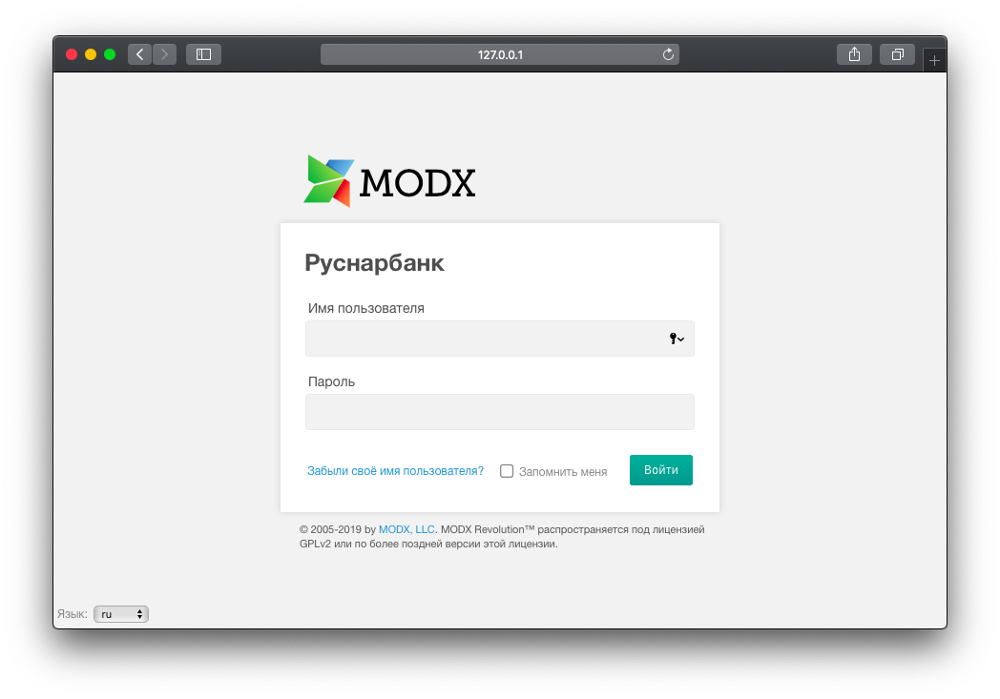 127.0.0.1
MODX
Руснарбанк
Имя пользователя
Пароль
Забыли своё имя пользователя? Запомнить меня Войти
© 2005-2019 by MODX, LLC. MODX Revolution™ распространяется под лицензией
GPLv2 или по более поздней версии этой лицензии.
Язык: ru